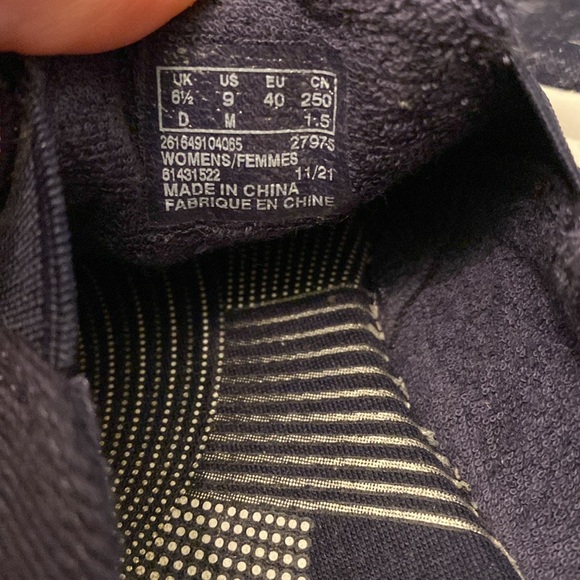 UK US EU CN
6½ 9 40 250
D M 1.5
261649104065 2797S
WOMENS/FEMMES
61431522 11/21
MADE IN CHINA
FABRIQUE EN CHINE